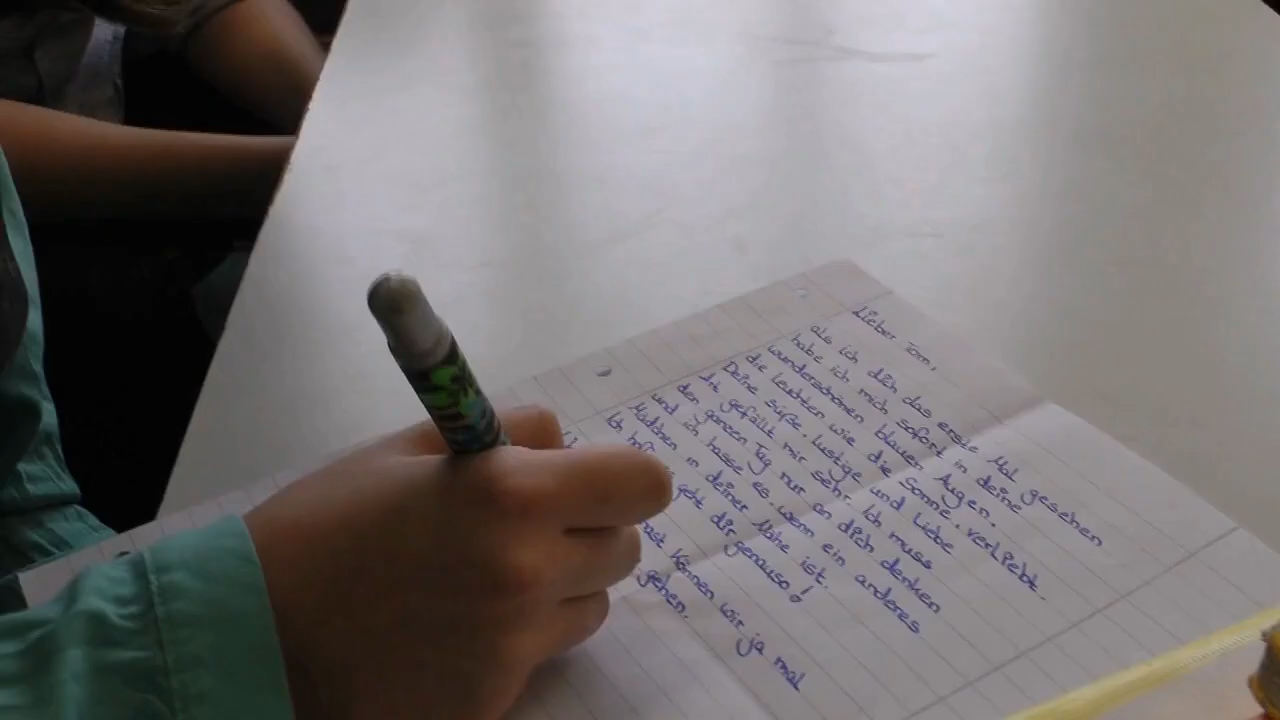 Lieber Tom,
als ich dich das erste Mal gesehen
habe ich mich sofort in deine
wunderschönen blauen Augen,
die leuchten wie die Sonne, verliebt.
Deine süße, lustige und liebe
Art gefällt mir sehr. Ich muss
den ganzen Tag nur an dich denken
und ich hasse es, wenn ein anderes
Mädchen in deiner Nähe ist.
Ich geht dir genauso!
können wir ja mal
gehen.